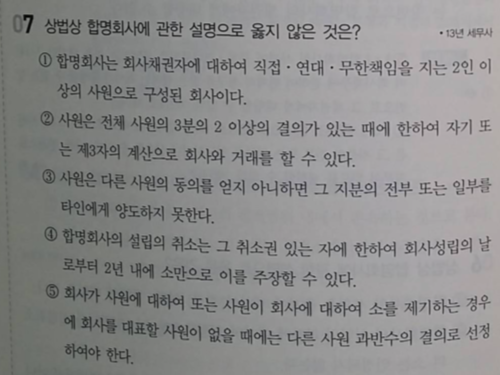 07 상법상 합명회사에 관한 설명으로 옳지 않은 것은? • 13년 세무사
① 합명회사는 회사채권자에 대하여 직접 · 연대 · 무한책임을 지는 2인 이
상의 사원으로 구성된 회사이다.
② 사원은 전체 사원의 3분의 2 이상의 결의가 있는 때에 한하여 자기 또
는 제3자의 계산으로 회사와 거래를 할 수 있다.
③ 사원은 다른 사원의 동의를 얻지 아니하면 그 지분의 전부 또는 일부를
타인에게 양도하지 못한다.
④ 합명회사의 설립의 취소는 그 취소권 있는 자에 한하여 회사성립의 날
로부터 2년 내에 소만으로 이를 주장할 수 있다.
⑤ 회사가 사원에 대하여 또는 사원이 회사에 대하여 소를 제기하는 경우
에 회사를 대표할 사원이 없을 때에는 다른 사원 과반수의 결의로 선정
하여야 한다.